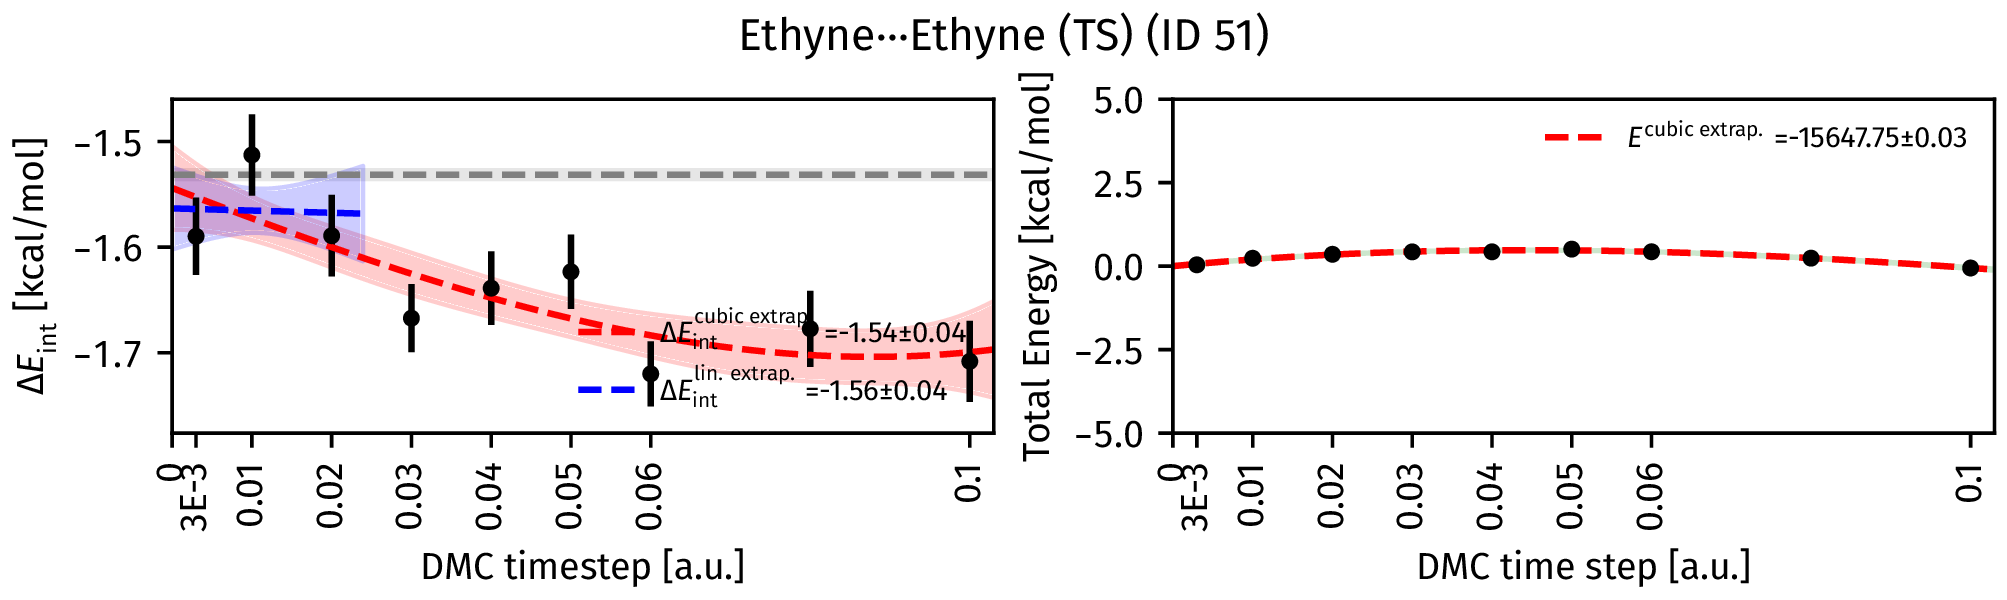 Ethyne···Ethyne (TS) (ID 51)
ΔE_int [kcal/mol]
−1.5
−1.6
−1.7
ΔE_int^cubic extrap. =-1.54±0.04
ΔE_int^lin. extrap. =-1.56±0.04
0
3E-3
0.01
0.02
0.03
0.04
0.05
0.06
0.1
DMC timestep [a.u.]
Total Energy [kcal/mol]
5.0
2.5
0.0
−2.5
−5.0
E^cubic extrap. =-15647.75±0.03
0
3E-3
0.01
0.02
0.03
0.04
0.05
0.06
0.1
DMC time step [a.u.]